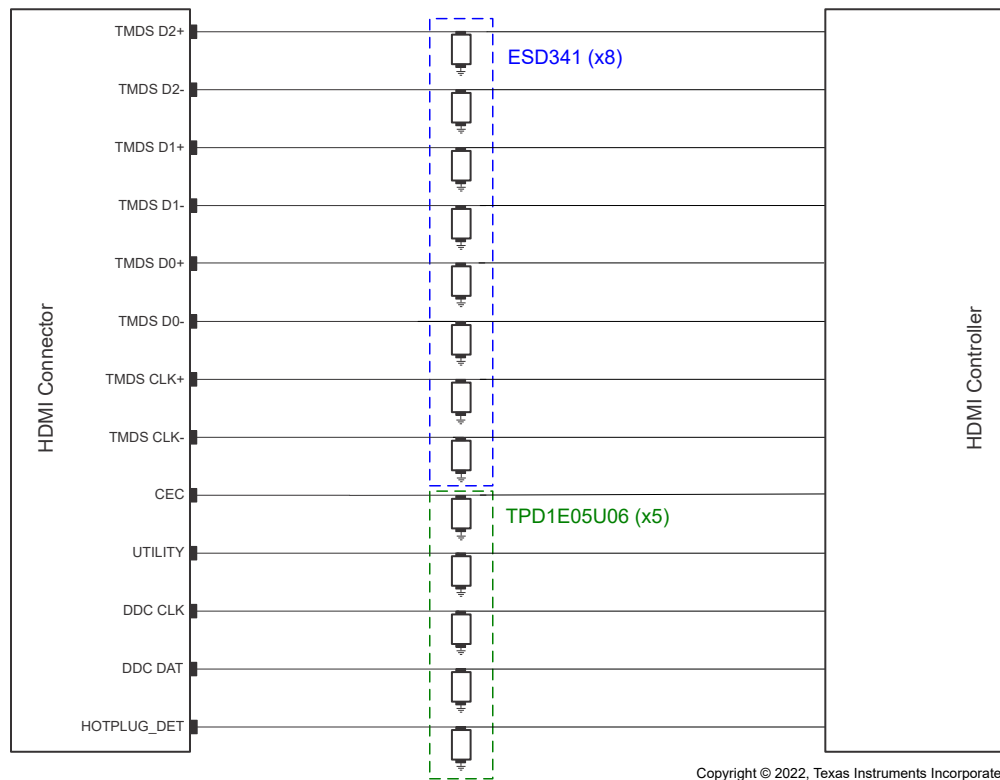 TMDS D2+
ESD341 (x8)
TMDS D2-
TMDS D1+
TMDS D1-
TMDS D0+
TMDS D0-
HDMI Connector
HDMI Controller
TMDS CLK+
TMDS CLK-
CEC
TPD1E05U06 (x5)
UTILITY
DDC CLK
DDC DAT
HOTPLUG_DET
Copyright © 2022, Texas Instruments Incorporate